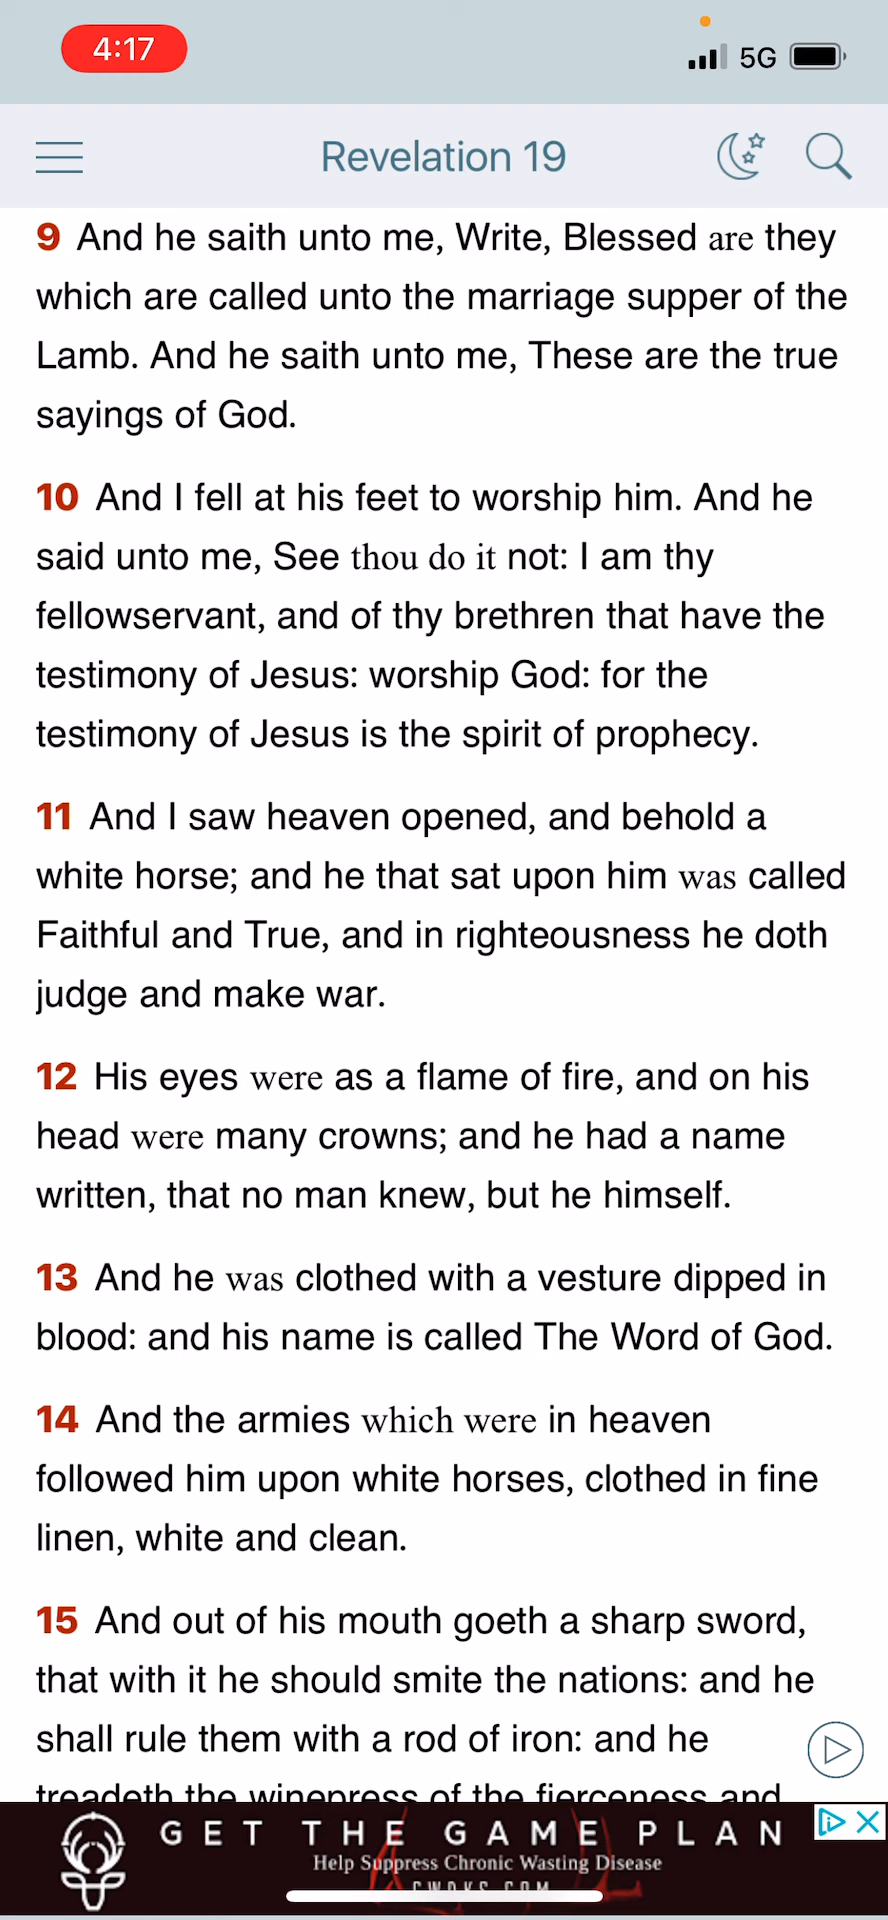 4:17
5G
Revelation 19
9 And he saith unto me, Write, Blessed are they
which are called unto the marriage supper of the
Lamb. And he saith unto me, These are the true
sayings of God.
10 And I fell at his feet to worship him. And he
said unto me, See thou do it not: I am thy
fellowservant, and of thy brethren that have the
testimony of Jesus: worship God: for the
testimony of Jesus is the spirit of prophecy.
11 And I saw heaven opened, and behold a
white horse; and he that sat upon him was called
Faithful and True, and in righteousness he doth
judge and make war.
12 His eyes were as a flame of fire, and on his
head were many crowns; and he had a name
written, that no man knew, but he himself.
13 And he was clothed with a vesture dipped in
blood: and his name is called The Word of God.
14 And the armies which were in heaven
followed him upon white horses, clothed in fine
linen, white and clean.
15 And out of his mouth goeth a sharp sword,
that with it he should smite the nations: and he
shall rule them with a rod of iron: and he
treadeth the winepress of the fierceness and
GET THE GAME PLAN
Help Suppress Chronic Wasting Disease